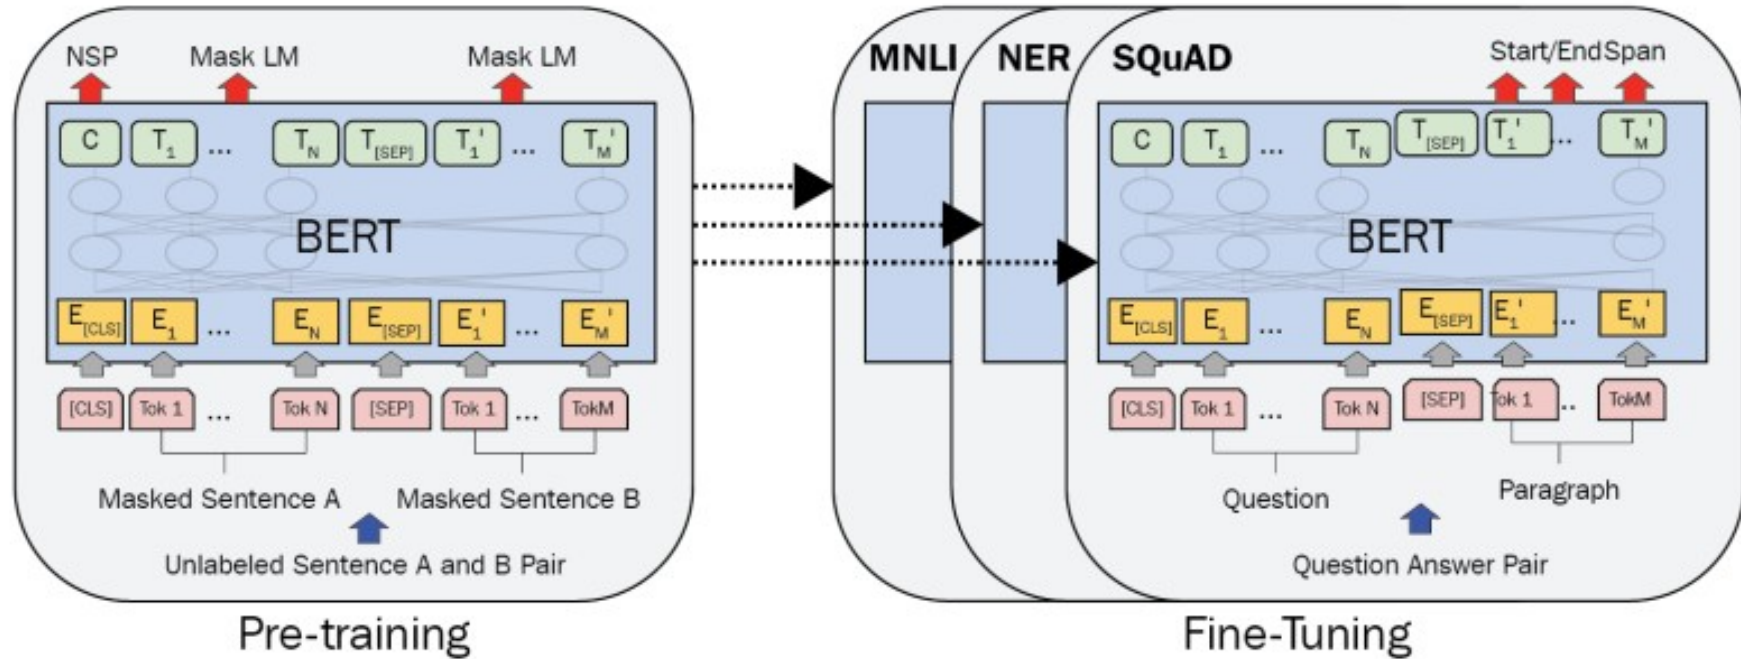 NSP Mask LM Mask LM
C T1 ... TN T[SEP] T1' ... TM'
BERT
E[CLS] E1 ... EN E[SEP] E1' ... EM'
[CLS] Tok 1 ... Tok N [SEP] Tok 1 ... TokM
Masked Sentence A Masked Sentence B
Unlabeled Sentence A and B Pair
Pre-training
MNLI NER SQuAD Start/EndSpan
C T1 ... TN T[SEP] T1' ... TM'
BERT
E[CLS] E1 ... EN E[SEP] E1' ... EM'
[CLS] Tok 1 ... Tok N [SEP] Tok 1 .. TokM
Question Paragraph
Question Answer Pair
Fine-Tuning